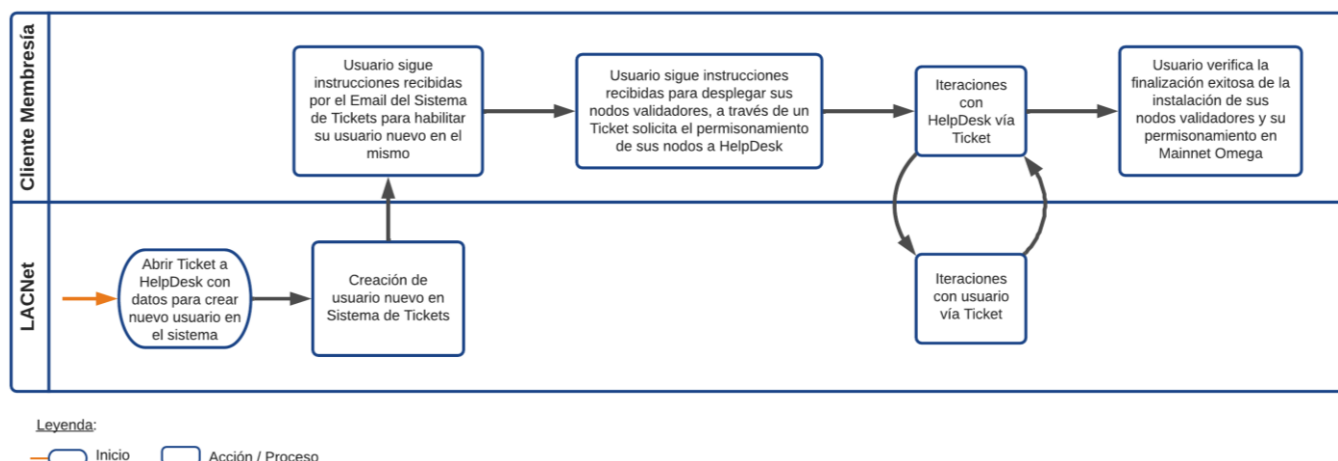 Cliente Membresía
Usuario sigue
instrucciones recibidas
por el Email del Sistema
de Tickets para habilitar
su usuario nuevo en el
mismo
Usuario sigue instrucciones
recibidas para desplegar sus
nodos validadores, a través de un
Ticket solicita el permisonamiento
de sus nodos a HelpDesk
Iteraciones
con
HelpDesk vía
Ticket
Usuario verifica la
finalización exitosa de la
instalación de sus
nodos validadores y su
permisonamiento en
Mainnet Omega
LACNet
Abrir Ticket a
HelpDesk con
datos para crear
nuevo usuario en
el sistema
Creación de
usuario nuevo en
Sistema de Tickets
Iteraciones
con usuario
vía Ticket
Leyenda:
Inicio
Acción / Proceso